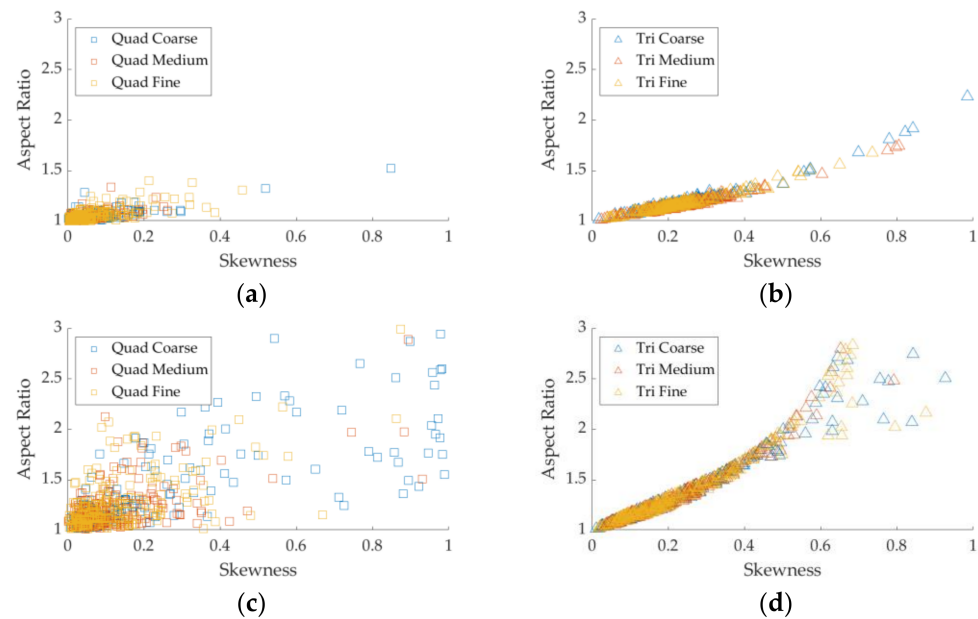 3
2.5
2
1.5
1
Aspect Ratio
Quad Coarse
Quad Medium
Quad Fine
0 0.2 0.4 0.6 0.8 1
Skewness
(a)
3
2.5
2
1.5
1
Aspect Ratio
Tri Coarse
Tri Medium
Tri Fine
0 0.2 0.4 0.6 0.8 1
Skewness
(b)
3
2.5
2
1.5
1
Aspect Ratio
Quad Coarse
Quad Medium
Quad Fine
0 0.2 0.4 0.6 0.8 1
Skewness
(c)
3
2.5
2
1.5
1
Aspect Ratio
Tri Coarse
Tri Medium
Tri Fine
0 0.2 0.4 0.6 0.8 1
Skewness
(d)